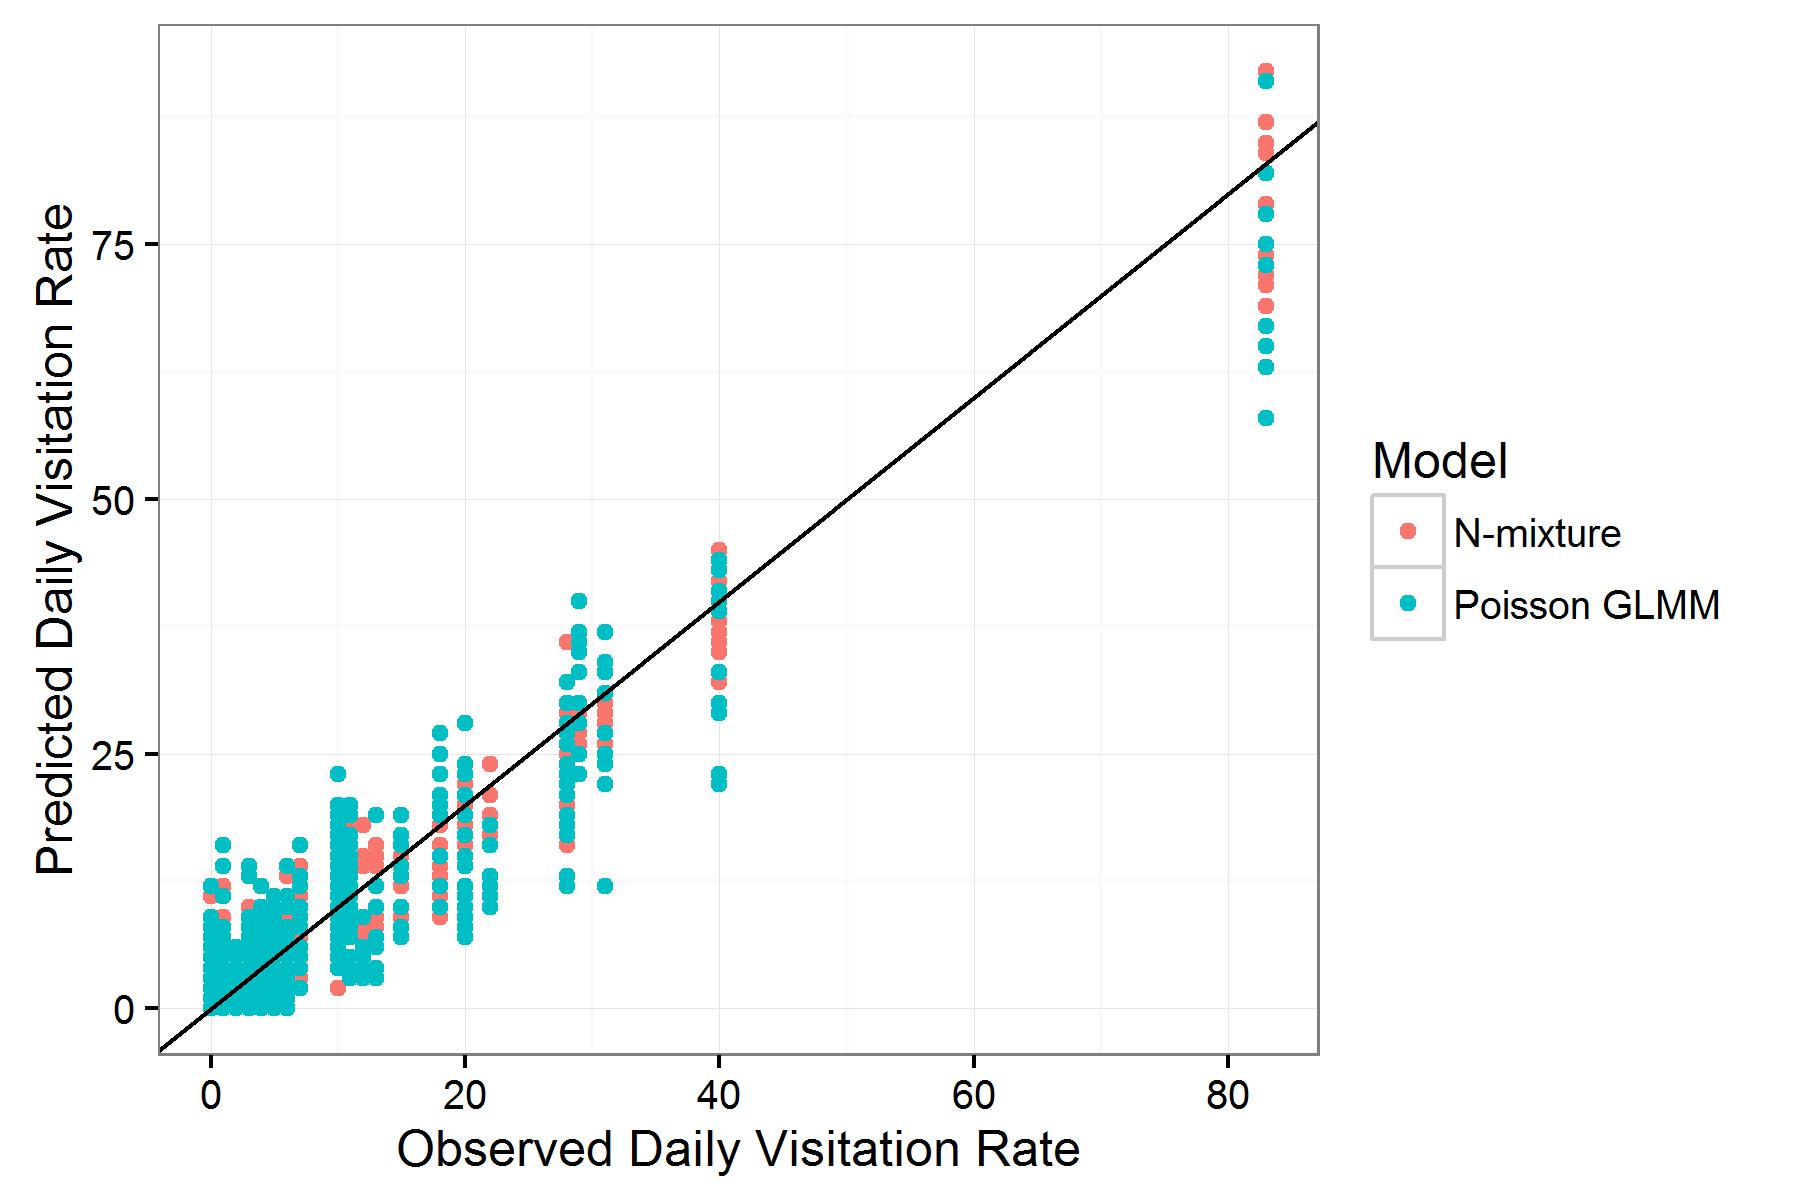 Predicted Daily Visitation Rate
75
50
25
0
0 20 40 60 80
Observed Daily Visitation Rate
Model
N-mixture
Poisson GLMM